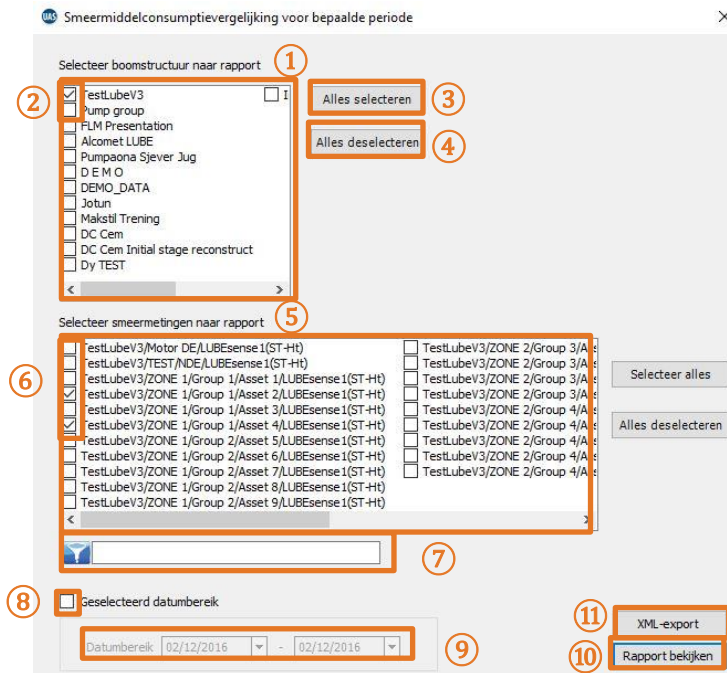 UAS Smeermiddelconsumptievergelijking voor bepaalde periode
Selecteer boomstructuur naar rapport ①
② TestLubeV3 I
Pump group
FLM Presentation
Alcomet LUBE
Pumpaona Sjever Jug
D E M O
DEMO_DATA
Jotun
Makstil Trening
DC Cem
DC Cem Initial stage reconstruct
Dy TEST
Alles selecteren ③
Alles deselecteren ④
Selecteer smeermetingen naar rapport ⑤
⑥
TestLubeV3/Motor DE/LUBEsense1(ST-Ht)
TestLubeV3/TEST/NDE/LUBEsense1(ST-Ht)
TestLubeV3/ZONE 1/Group 1/Asset 1/LUBEsense1(ST-Ht)
TestLubeV3/ZONE 1/Group 1/Asset 2/LUBEsense1(ST-Ht)
TestLubeV3/ZONE 1/Group 1/Asset 3/LUBEsense1(ST-Ht)
TestLubeV3/ZONE 1/Group 1/Asset 4/LUBEsense1(ST-Ht)
TestLubeV3/ZONE 1/Group 2/Asset 5/LUBEsense1(ST-Ht)
TestLubeV3/ZONE 1/Group 2/Asset 6/LUBEsense1(ST-Ht)
TestLubeV3/ZONE 1/Group 2/Asset 7/LUBEsense1(ST-Ht)
TestLubeV3/ZONE 1/Group 2/Asset 8/LUBEsense1(ST-Ht)
TestLubeV3/ZONE 1/Group 2/Asset 9/LUBEsense1(ST-Ht)
TestLubeV3/ZONE 2/Group 3/
TestLubeV3/ZONE 2/Group 3/
TestLubeV3/ZONE 2/Group 3/
TestLubeV3/ZONE 2/Group 3/
TestLubeV3/ZONE 2/Group 4/
TestLubeV3/ZONE 2/Group 4/
TestLubeV3/ZONE 2/Group 4/
TestLubeV3/ZONE 2/Group 4/
TestLubeV3/ZONE 2/Group 4/
Selecteer alles
Alles deselecteren
⑦
⑧ Geselecteerd datumbereik
Datumbereik 02/12/2016 - 02/12/2016 ⑨
⑪ XML-export
⑩ Rapport bekijken